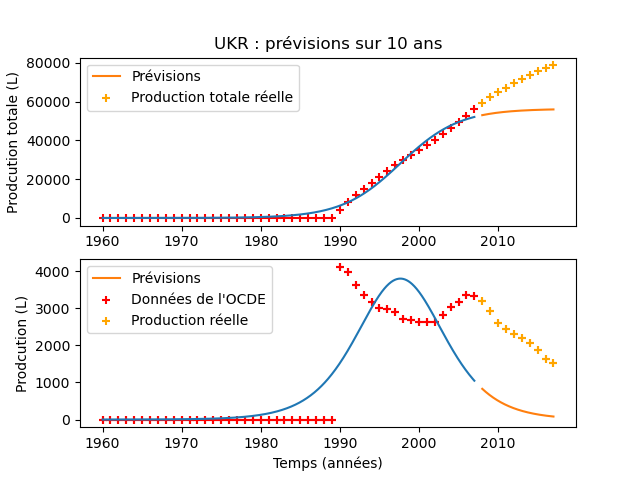 UKR : prévisions sur 10 ans
Prodcution totale (L)
80000
60000
40000
20000
0
Prévisions
Production totale réelle
1960 1970 1980 1990 2000 2010
Prodcution (L)
4000
3000
2000
1000
0
Prévisions
Données de l'OCDE
Production réelle
1960 1970 1980 1990 2000 2010
Temps (années)